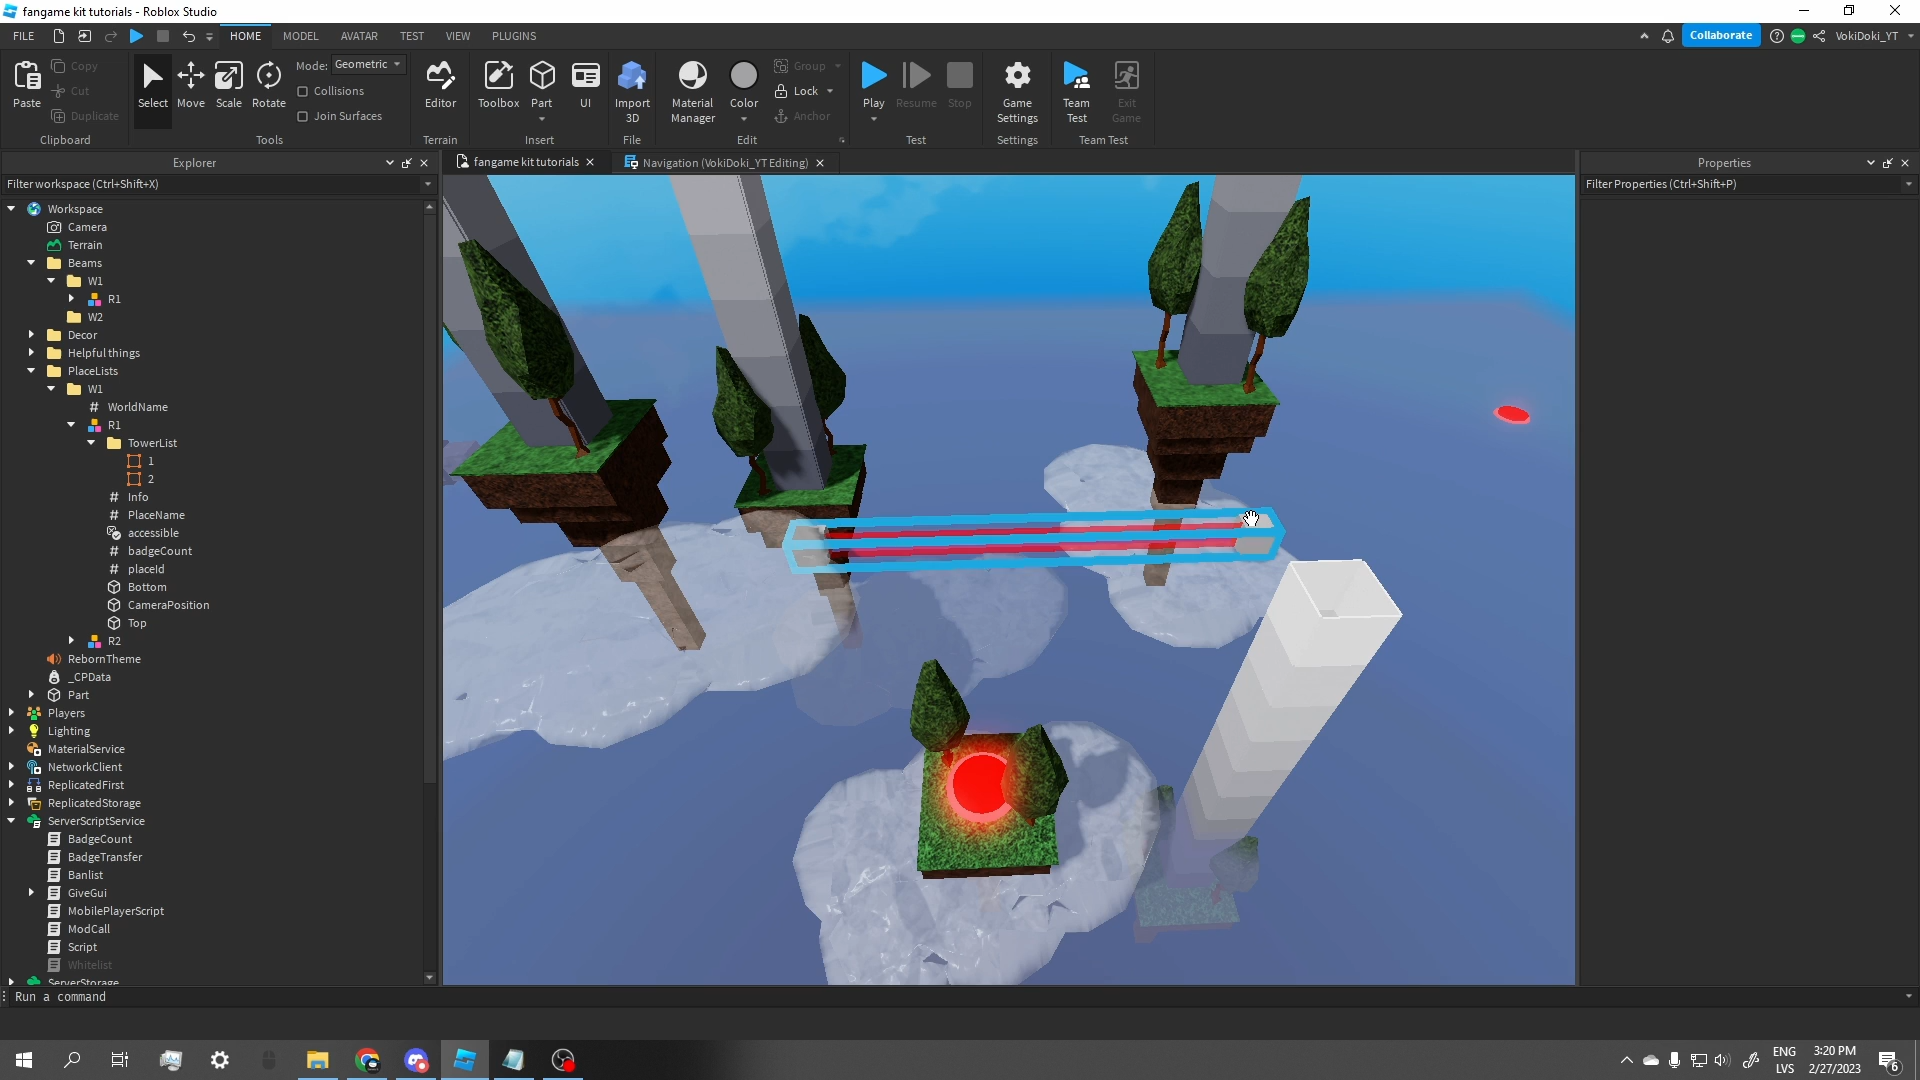 fangame kit tutorials - Roblox Studio
FILE
HOME
MODEL
AVATAR
TEST
VIEW
PLUGINS
Collaborate
VokiDoki_YT
Paste
Copy
Cut
Duplicate
Clipboard
Select
Move
Scale
Rotate
Mode:
Geometric
Collisions
Join Surfaces
Tools
Editor
Terrain
Toolbox
Part
UI
Insert
Import
3D
File
Material
Manager
Color
Group
Lock
Anchor
Edit
Play
Resume
Stop
Test
Game
Settings
Settings
Team
Test
Exit
Game
Team Test
Explorer
fangame kit tutorials
Navigation (VokiDoki_YT Editing)
Properties
Filter workspace (Ctrl+Shift+X)
Filter Properties (Ctrl+Shift+P)
Workspace
Camera
Terrain
Beams
W1
R1
W2
Decor
Helpful things
PlaceLists
W1
# WorldName
R1
TowerList
1
2
# Info
# PlaceName
accessible
# badgeCount
# placeId
Bottom
CameraPosition
Top
R2
RebornTheme
_CPData
Part
Players
Lighting
MaterialService
NetworkClient
ReplicatedFirst
ReplicatedStorage
ServerScriptService
BadgeCount
BadgeTransfer
Banlist
GiveGui
MobilePlayerScript
ModCall
Script
Whitelist
ServerStorage
Run a command
ENG
LVS
3:20 PM
2/27/2023
6